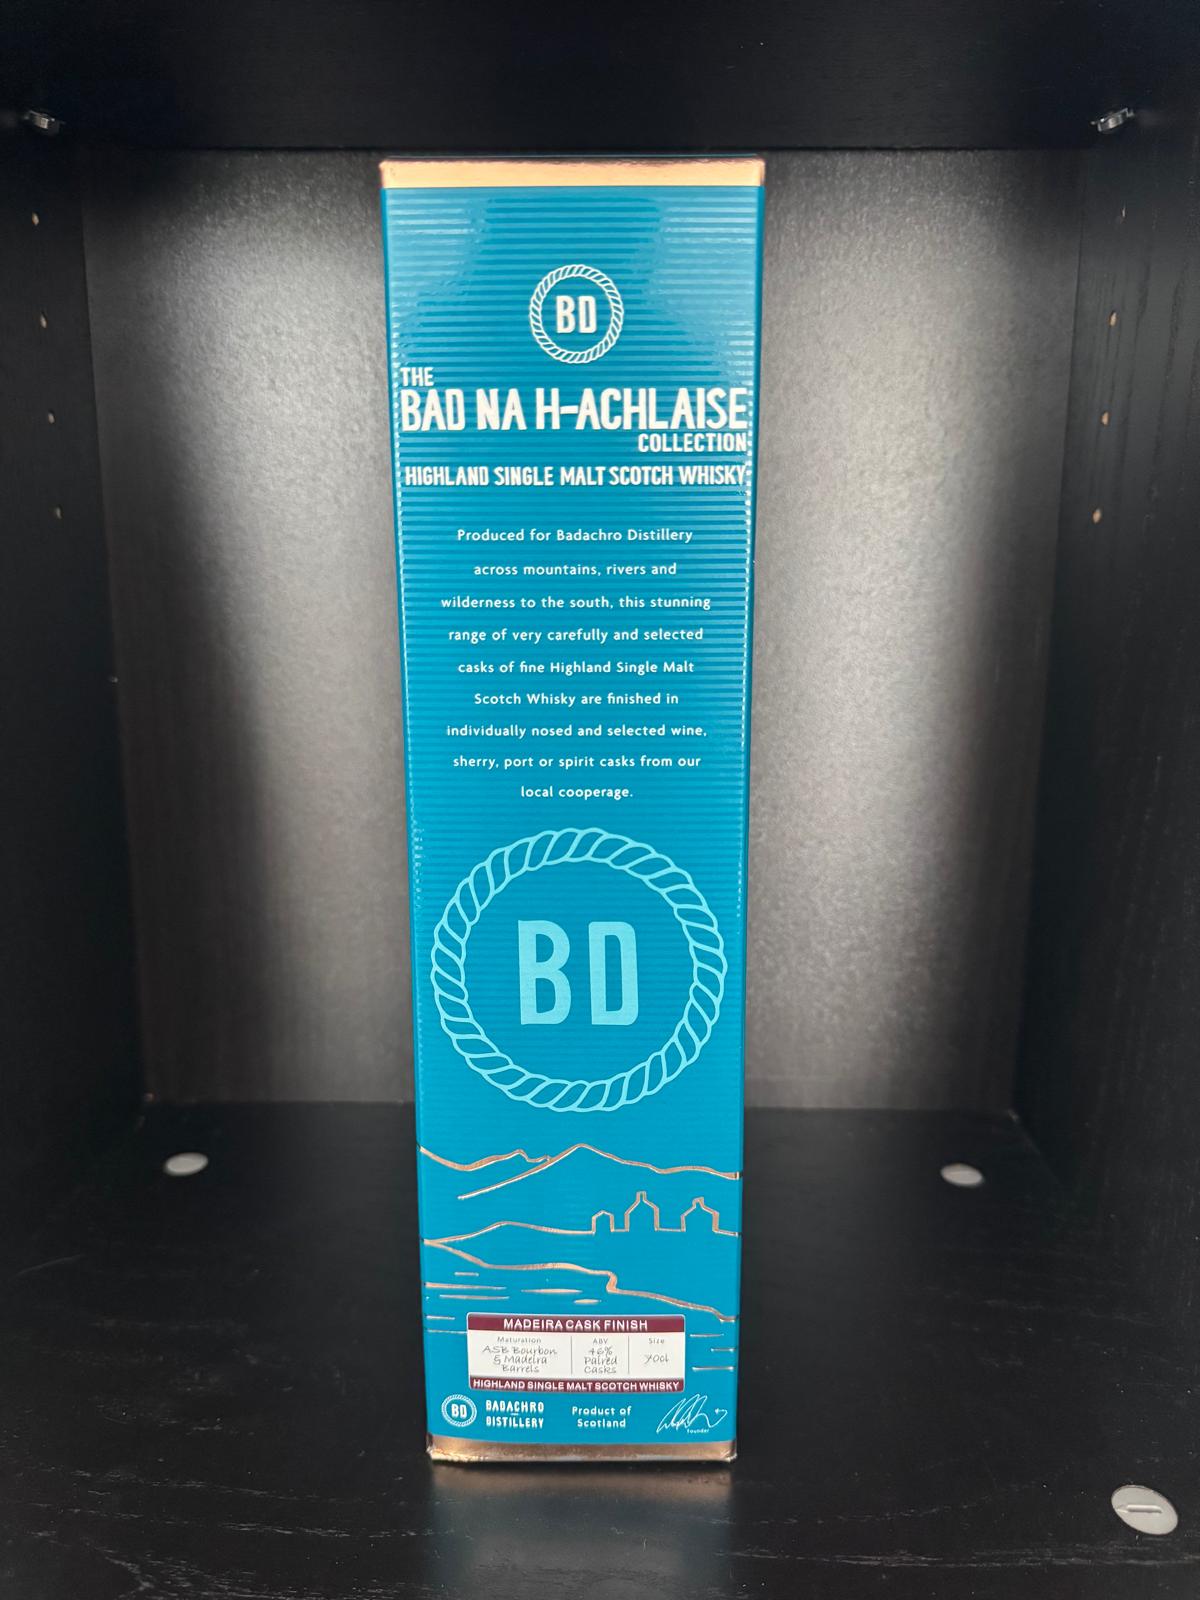 BD
THE
BAD NA H-ACHLAISE
COLLECTION
HIGHLAND SINGLE MALT SCOTCH WHISKY
Produced for Badachro Distillery
across mountains, rivers and
wilderness to the south, this stunning
range of very carefully and selected
casks of fine Highland Single Malt
Scotch Whisky are finished in
individually nosed and selected wine,
sherry, port or spirit casks from our
local cooperage.
BD
MADEIRA CASK FINISH
Maturation ABV Size
ASB Bourbon 46% 70cl
& Madeira Paired
Barrels Casks
HIGHLAND SINGLE MALT SCOTCH WHISKY
BD BADACHRO Product of
DISTILLERY Scotland
Founder